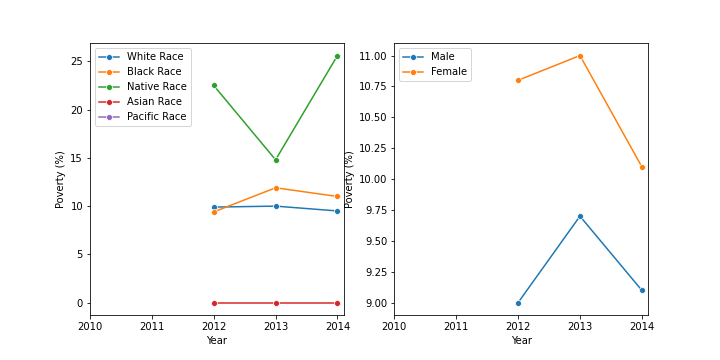 White Race
Black Race
Native Race
Asian Race
Pacific Race
25
20
15
10
5
0
Poverty (%)
2010 2011 2012 2013 2014
Year
Male
Female
11.00
10.75
10.50
10.25
10.00
9.75
9.50
9.25
9.00
Poverty (%)
2010 2011 2012 2013 2014
Year